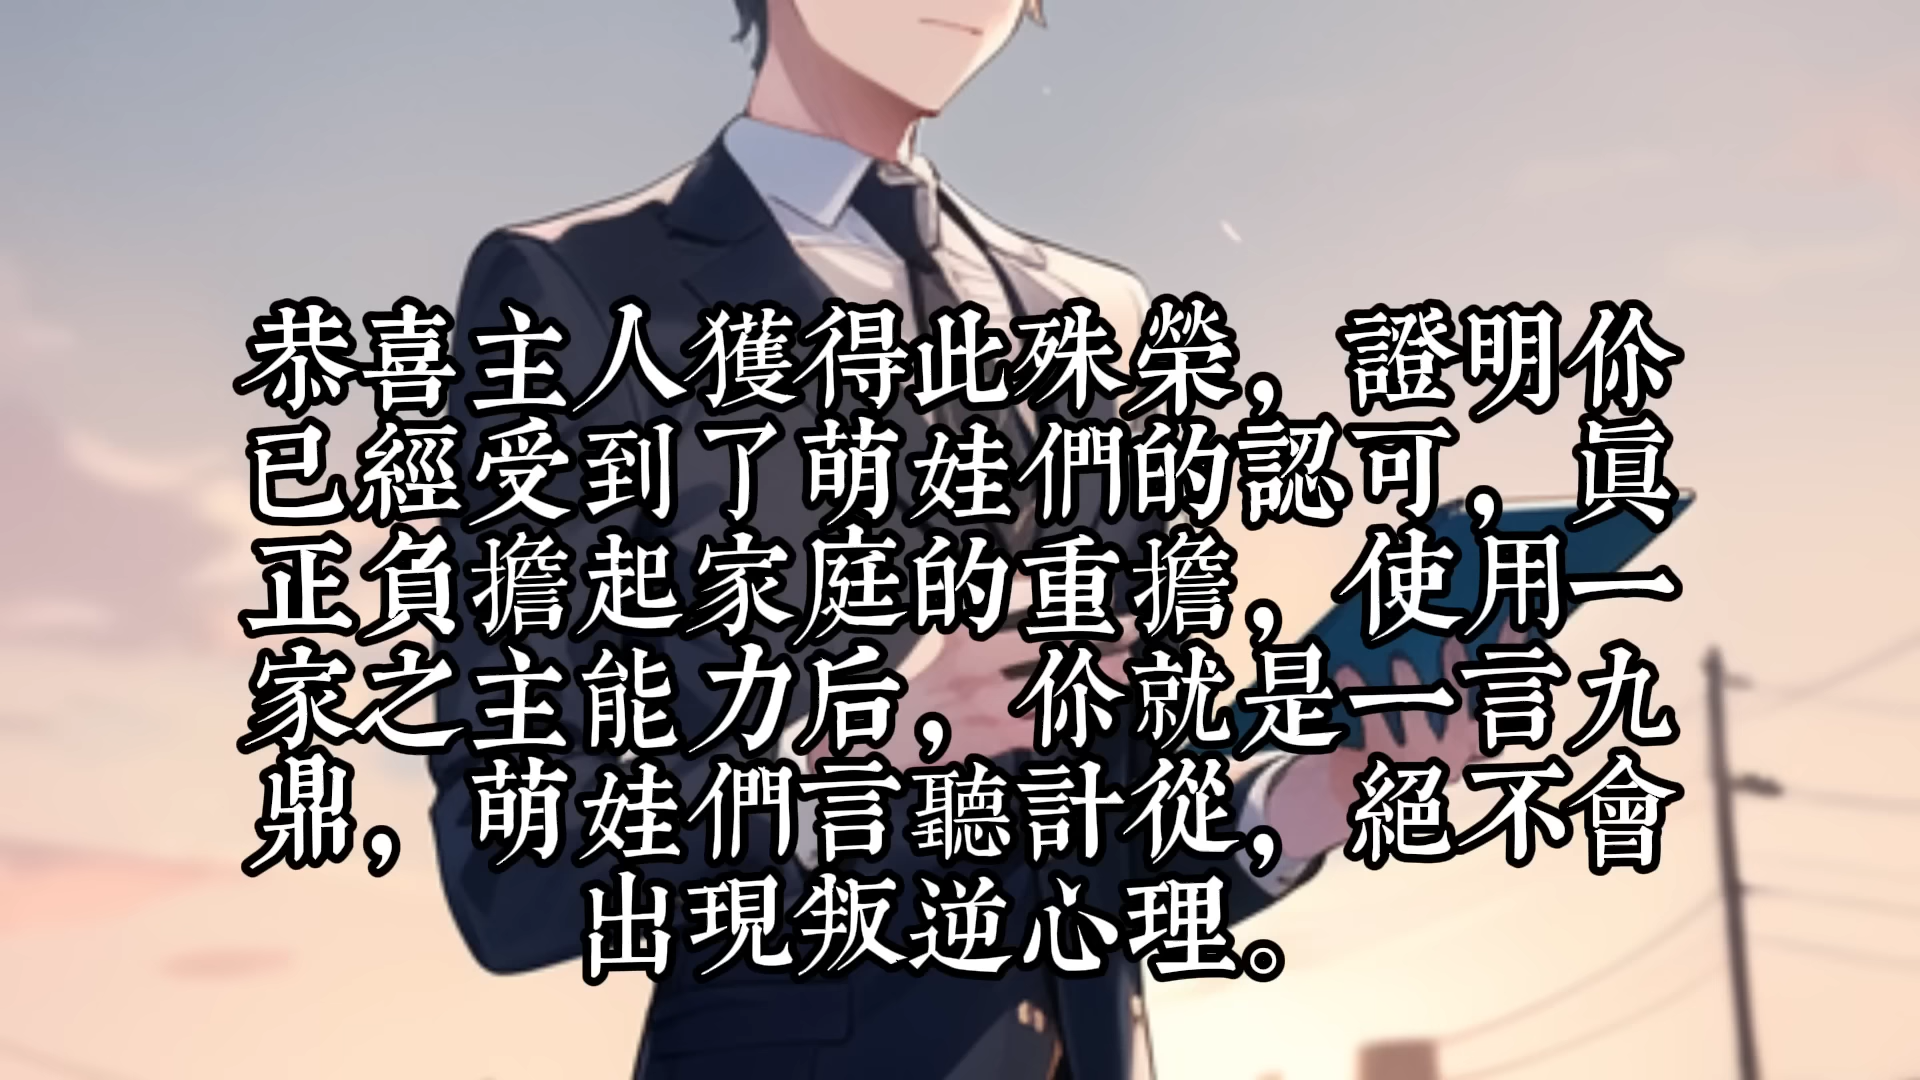 恭喜主人獲得此殊榮，證明你
已經受到了萌娃們的認可，眞
正負擔起家庭的重擔，使用一
家之主能力后，你就是一言九
鼎，萌娃們言聽計從，絕不會
出現叛逆心理。